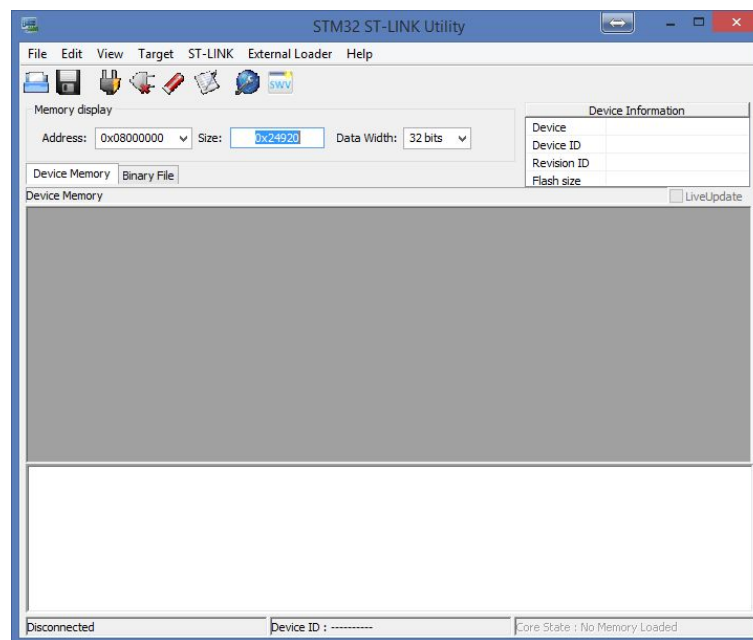 STM32 ST-LINK Utility
File Edit View Target ST-LINK External Loader Help
SWV
Memory display
Address: 0x08000000 Size: 0x24920 Data Width: 32 bits
Device Information
Device
Device ID
Revision ID
Flash size
Device Memory Binary File
Device Memory LiveUpdate
Disconnected Device ID : ---------- Core State : No Memory Loaded